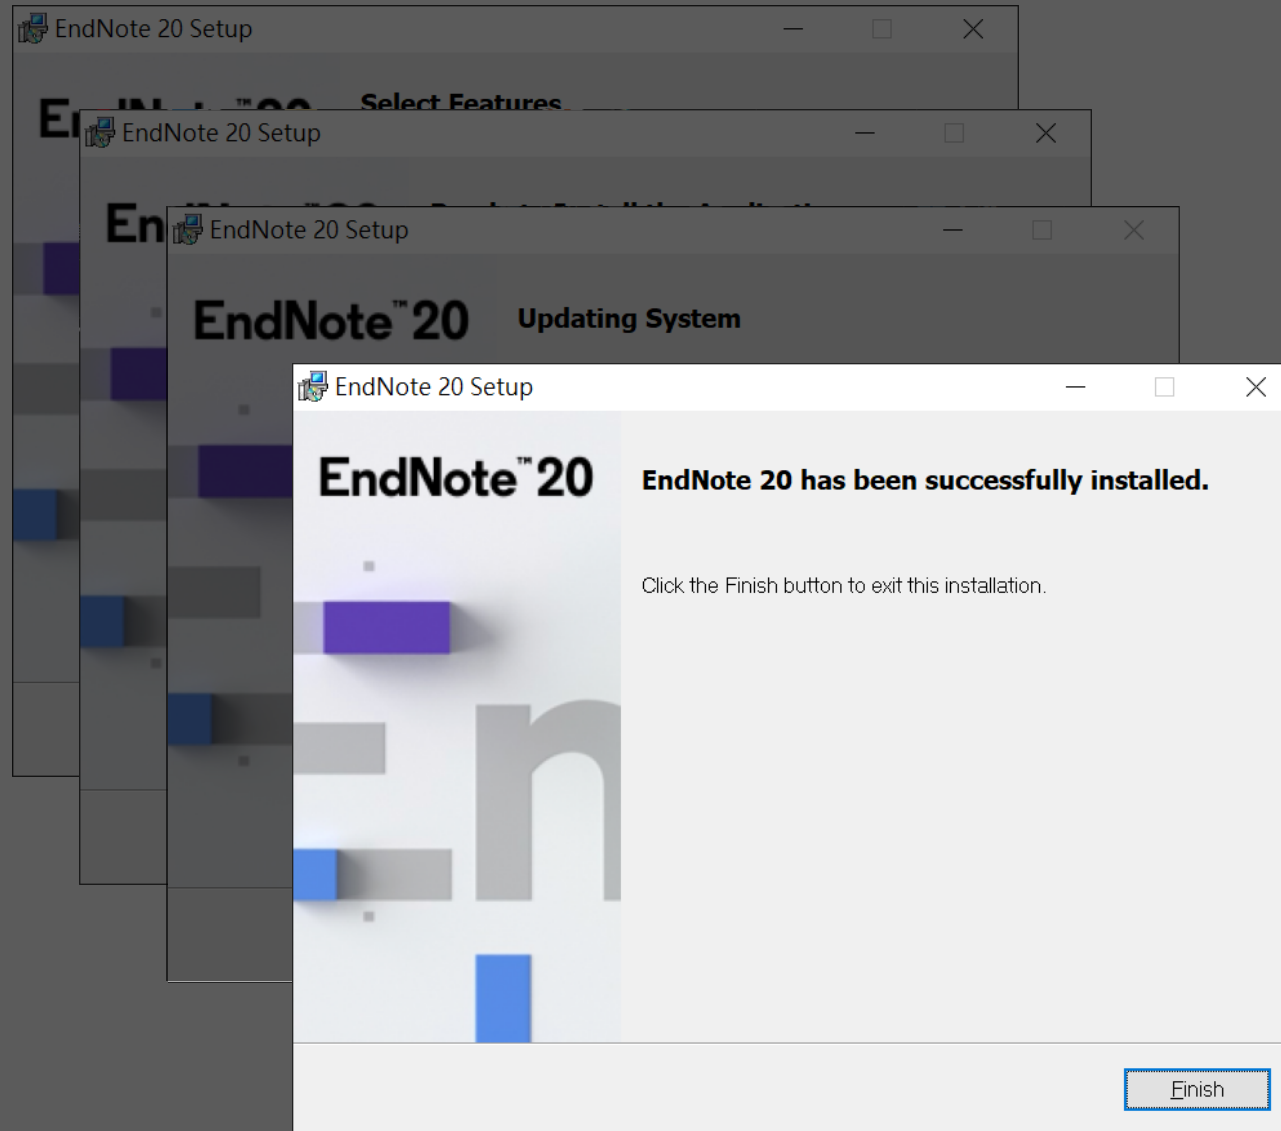 EndNote 20 Setup
Select Features
EndNote 20 Setup
EndNote 20 Setup
EndNote™20
Updating System
EndNote 20 Setup
EndNote™20
EndNote 20 has been successfully installed.
Click the Finish button to exit this installation.
n
Finish